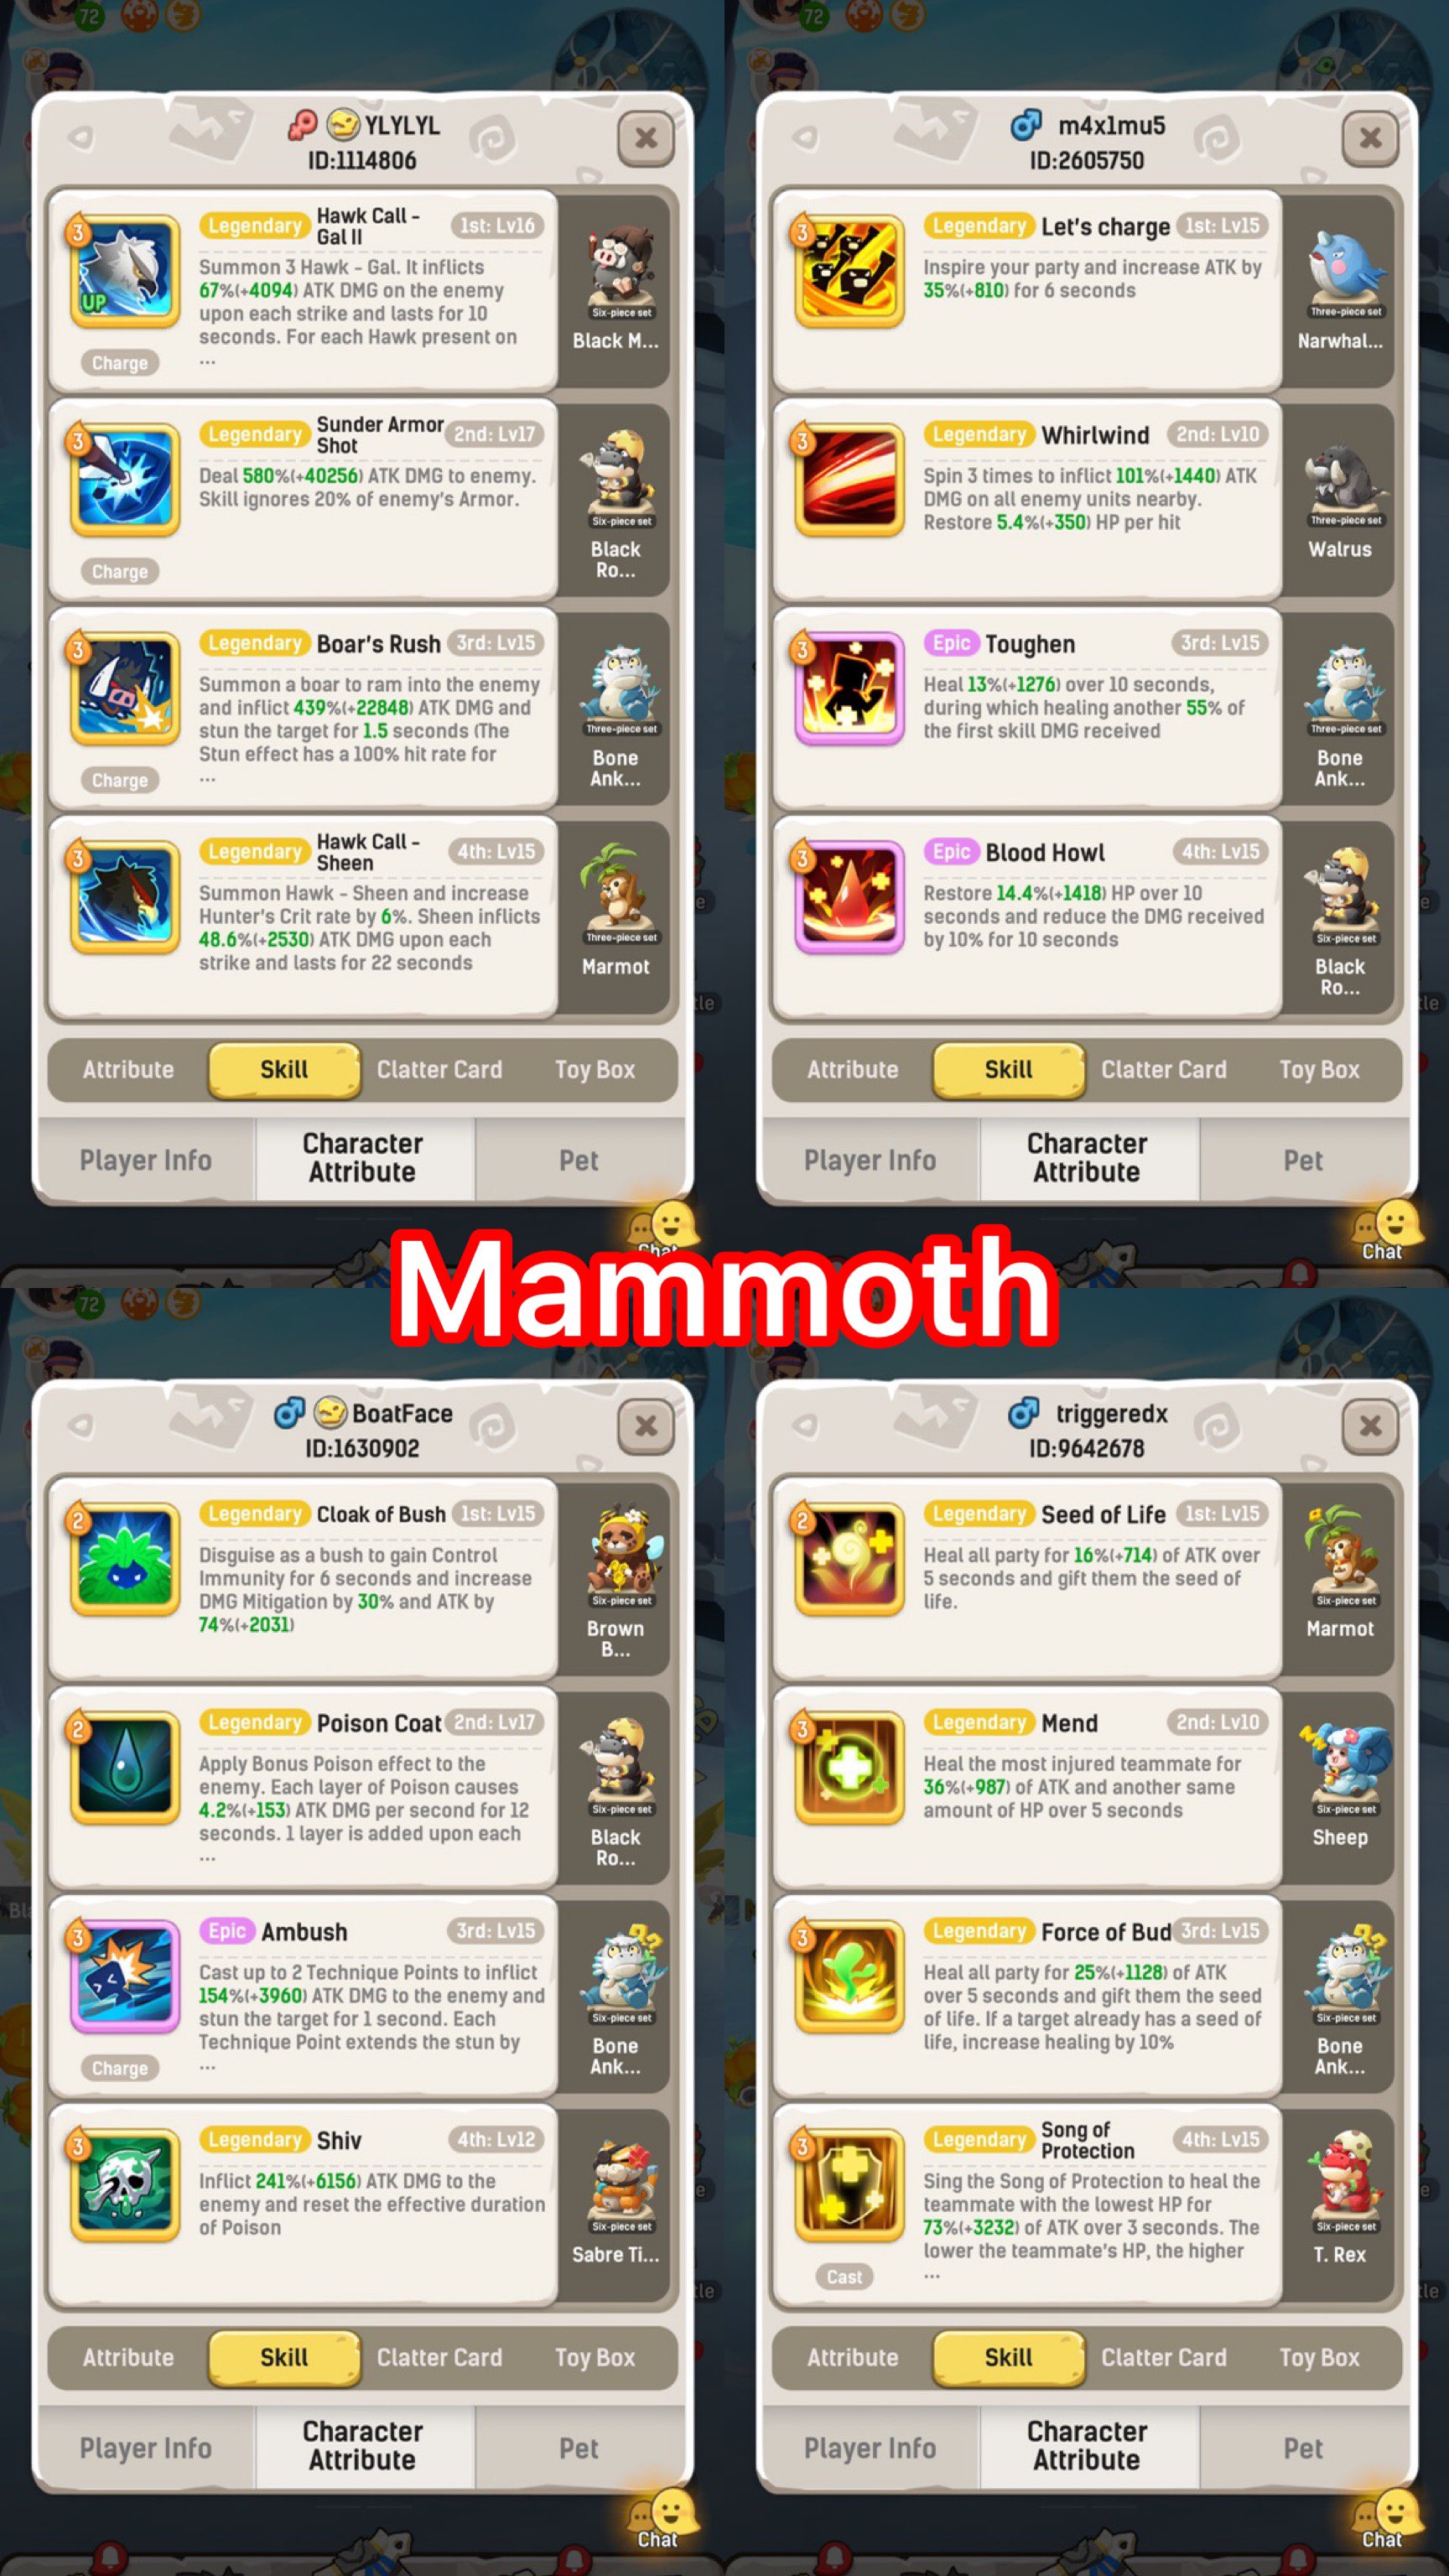 72
YLYLYL
ID:1114806
3
UP
Charge
Legendary
Hawk Call -
Gal II
1st: Lv16
Summon 3 Hawk - Gal. It inflicts
67%(+4094) ATK DMG on the enemy
upon each strike and lasts for 10
seconds. For each Hawk present on
...
Six-piece set
Black M...
3
Charge
Legendary
Sunder Armor
Shot
2nd: Lv17
Deal 580%(+40256) ATK DMG to enemy.
Skill ignores 20% of enemy's Armor.
Six-piece set
Black
Ro...
3
Charge
Legendary Boar's Rush 3rd: Lv15
Summon a boar to ram into the enemy
and inflict 439%(+22848) ATK DMG and
stun the target for 1.5 seconds (The
Stun effect has a 100% hit rate for
...
Three-piece set
Bone
Ank...
3
Legendary
Hawk Call -
Sheen
4th: Lv15
Summon Hawk - Sheen and increase
Hunter's Crit rate by 6%. Sheen inflicts
48.6%(+2530) ATK DMG upon each
strike and lasts for 22 seconds
Three-piece set
Marmot
Attribute Skill Clatter Card Toy Box
Player Info
Character
Attribute
Pet
Chat
72
m4x1mu5
ID:2605750
3
Legendary Let's charge 1st: Lv15
Inspire your party and increase ATK by
35%(+810) for 6 seconds
Three-piece set
Narwhal...
3
Legendary Whirlwind 2nd: Lv10
Spin 3 times to inflict 101%(+1440) ATK
DMG on all enemy units nearby.
Restore 5.4%(+350) HP per hit
Three-piece set
Walrus
3
Epic Toughen 3rd: Lv15
Heal 13%(+1276) over 10 seconds,
during which healing another 55% of
the first skill DMG received
Three-piece set
Bone
Ank...
3
Epic Blood Howl 4th: Lv15
Restore 14.4%(+1418) HP over 10
seconds and reduce the DMG received
by 10% for 10 seconds
Six-piece set
Black
Ro...
Attribute Skill Clatter Card Toy Box
Player Info
Character
Attribute
Pet
Chat
Mammoth
72
BoatFace
ID:1630902
2
Legendary Cloak of Bush 1st: Lv15
Disguise as a bush to gain Control
Immunity for 6 seconds and increase
DMG Mitigation by 30% and ATK by
74%(+2031)
Six-piece set
Brown
B...
2
Legendary Poison Coat 2nd: Lv17
Apply Bonus Poison effect to the
enemy. Each layer of Poison causes
4.2%(+153) ATK DMG per second for 12
seconds. 1 layer is added upon each
...
Six-piece set
Black
Ro...
3
Charge
Epic Ambush 3rd: Lv15
Cast up to 2 Technique Points to inflict
154%(+3960) ATK DMG to the enemy and
stun the target for 1 second. Each
Technique Point extends the stun by
...
Six-piece set
Bone
Ank...
3
Legendary Shiv 4th: Lv12
Inflict 241%(+6156) ATK DMG to the
enemy and reset the effective duration
of Poison
Six-piece set
Sabre Ti...
Attribute Skill Clatter Card Toy Box
Player Info
Character
Attribute
Pet
Chat
triggeredx
ID:9642678
2
Legendary Seed of Life 1st: Lv15
Heal all party for 16%(+714) of ATK over
5 seconds and gift them the seed of
life.
Six-piece set
Marmot
3
Legendary Mend 2nd: Lv10
Heal the most injured teammate for
36%(+987) of ATK and another same
amount of HP over 5 seconds
Six-piece set
Sheep
3
Legendary Force of Bud 3rd: Lv15
Heal all party for 25%(+1128) of ATK
over 5 seconds and gift them the seed
of life. If a target already has a seed of
life, increase healing by 10%
Six-piece set
Bone
Ank...
3
Cast
Legendary
Song of
Protection
4th: Lv15
Sing the Song of Protection to heal the
teammate with the lowest HP for
73%(+3232) of ATK over 3 seconds. The
lower the teammate's HP, the higher
...
Six-piece set
T. Rex
Attribute Skill Clatter Card Toy Box
Player Info
Character
Attribute
Pet
Chat